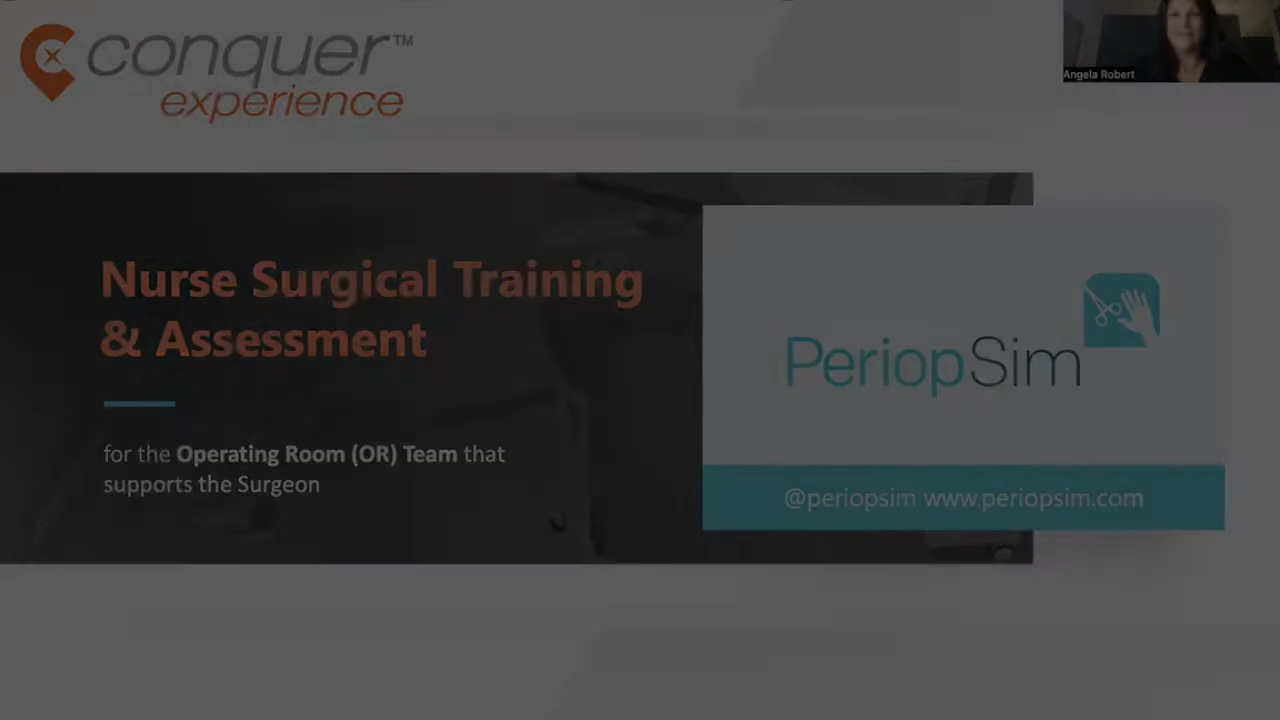 conquer™
experience
Angela Robert
Nurse Surgical Training
& Assessment
for the Operating Room (OR) Team that
supports the Surgeon
PeriopSim
@periopsim www.periopsim.com